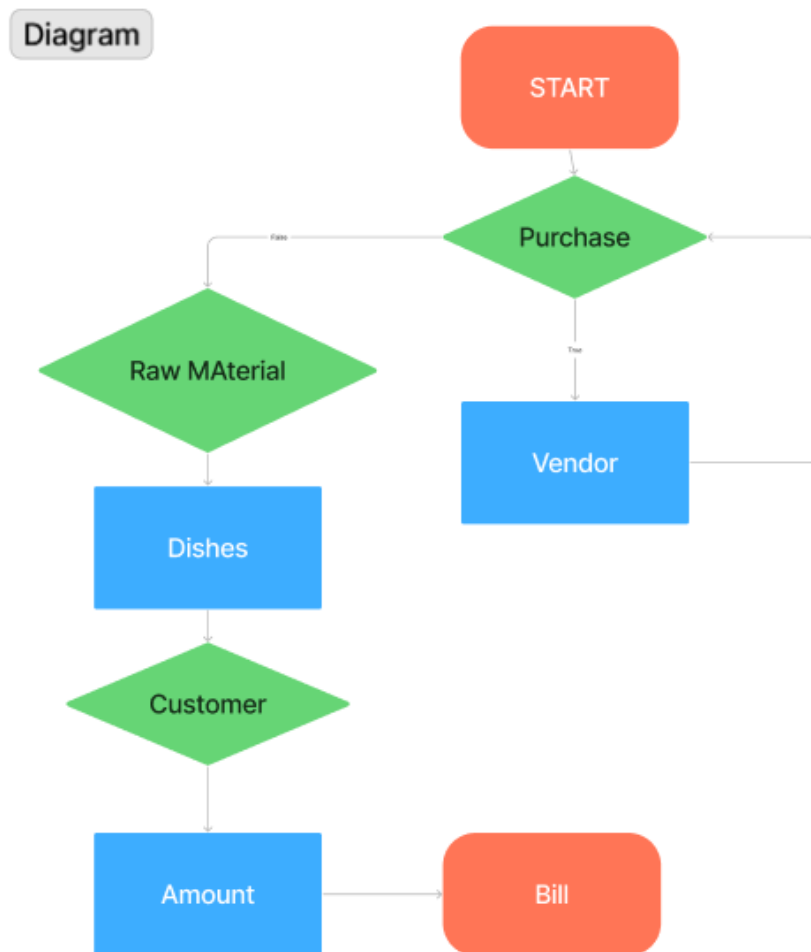 Diagram
START
Purchase
False
Raw MAterial
True
Vendor
Dishes
Customer
Amount
Bill